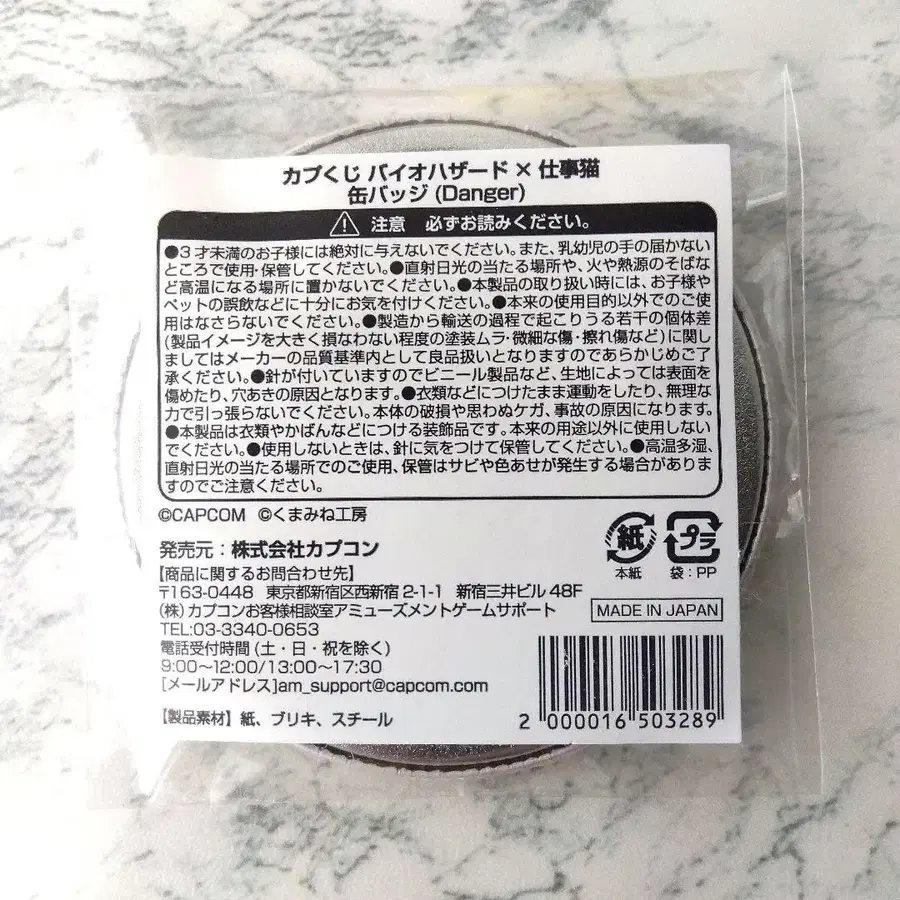 カプくじ バイオハザード × 仕事猫
缶バッジ (Danger)
注意 必ずお読みください。
●3才未満のお子様には絶対に与えないでください。また、乳幼児の手の届かない
ところで使用・保管してください。●直射日光の当たる場所や、火や熱源のそばな
ど高温になる場所に置かないでください。●本製品の取り扱い時には、お子様や
ペットの誤飲などに十分にお気を付けください。●本来の使用目的以外でのご使
用はなさらないでください。●製造から輸送の過程で起こりうる若干の個体差
(製品イメージを大きく損なわない程度の塗装ムラ・微細な傷・擦れ傷など)に関し
ましてはメーカーの品質基準内として良品扱いとなりますのであらかじめご了
承ください。●針が付いていますのでビニール製品など、生地によっては表面を
傷めたり、穴あきの原因となります。●衣類などにつけたまま運動をしたり、無理な
力で引っ張らないでください。本体の破損や思わぬケガ、事故の原因になります。
●本製品は衣類やかばんなどにつける装飾品です。本来の用途以外に使用しない
でください。●使用しないときは、針に気をつけて保管してください。●高温多湿、
直射日光の当たる場所でのご使用、保管はサビや色あせが発生する場合がありま
すのでご注意ください。
©CAPCOM ©くまみね工房
発売元：株式会社カプコン
【商品に関するお問合わせ先】
〒163-0448 東京都新宿区西新宿 2-1-1 新宿三井ビル 48F
(株) カプコンお客様相談室アミューズメントゲームサポート
TEL:03-3340-0653
電話受付時間 (土・日・祝を除く)
9:00～12:00/13:00～17:30
[メールアドレス]am_support@capcom.com
【製品素材】紙、ブリキ、スチール
紙 プラ
本紙 袋：PP
MADE IN JAPAN
2 000016 503289